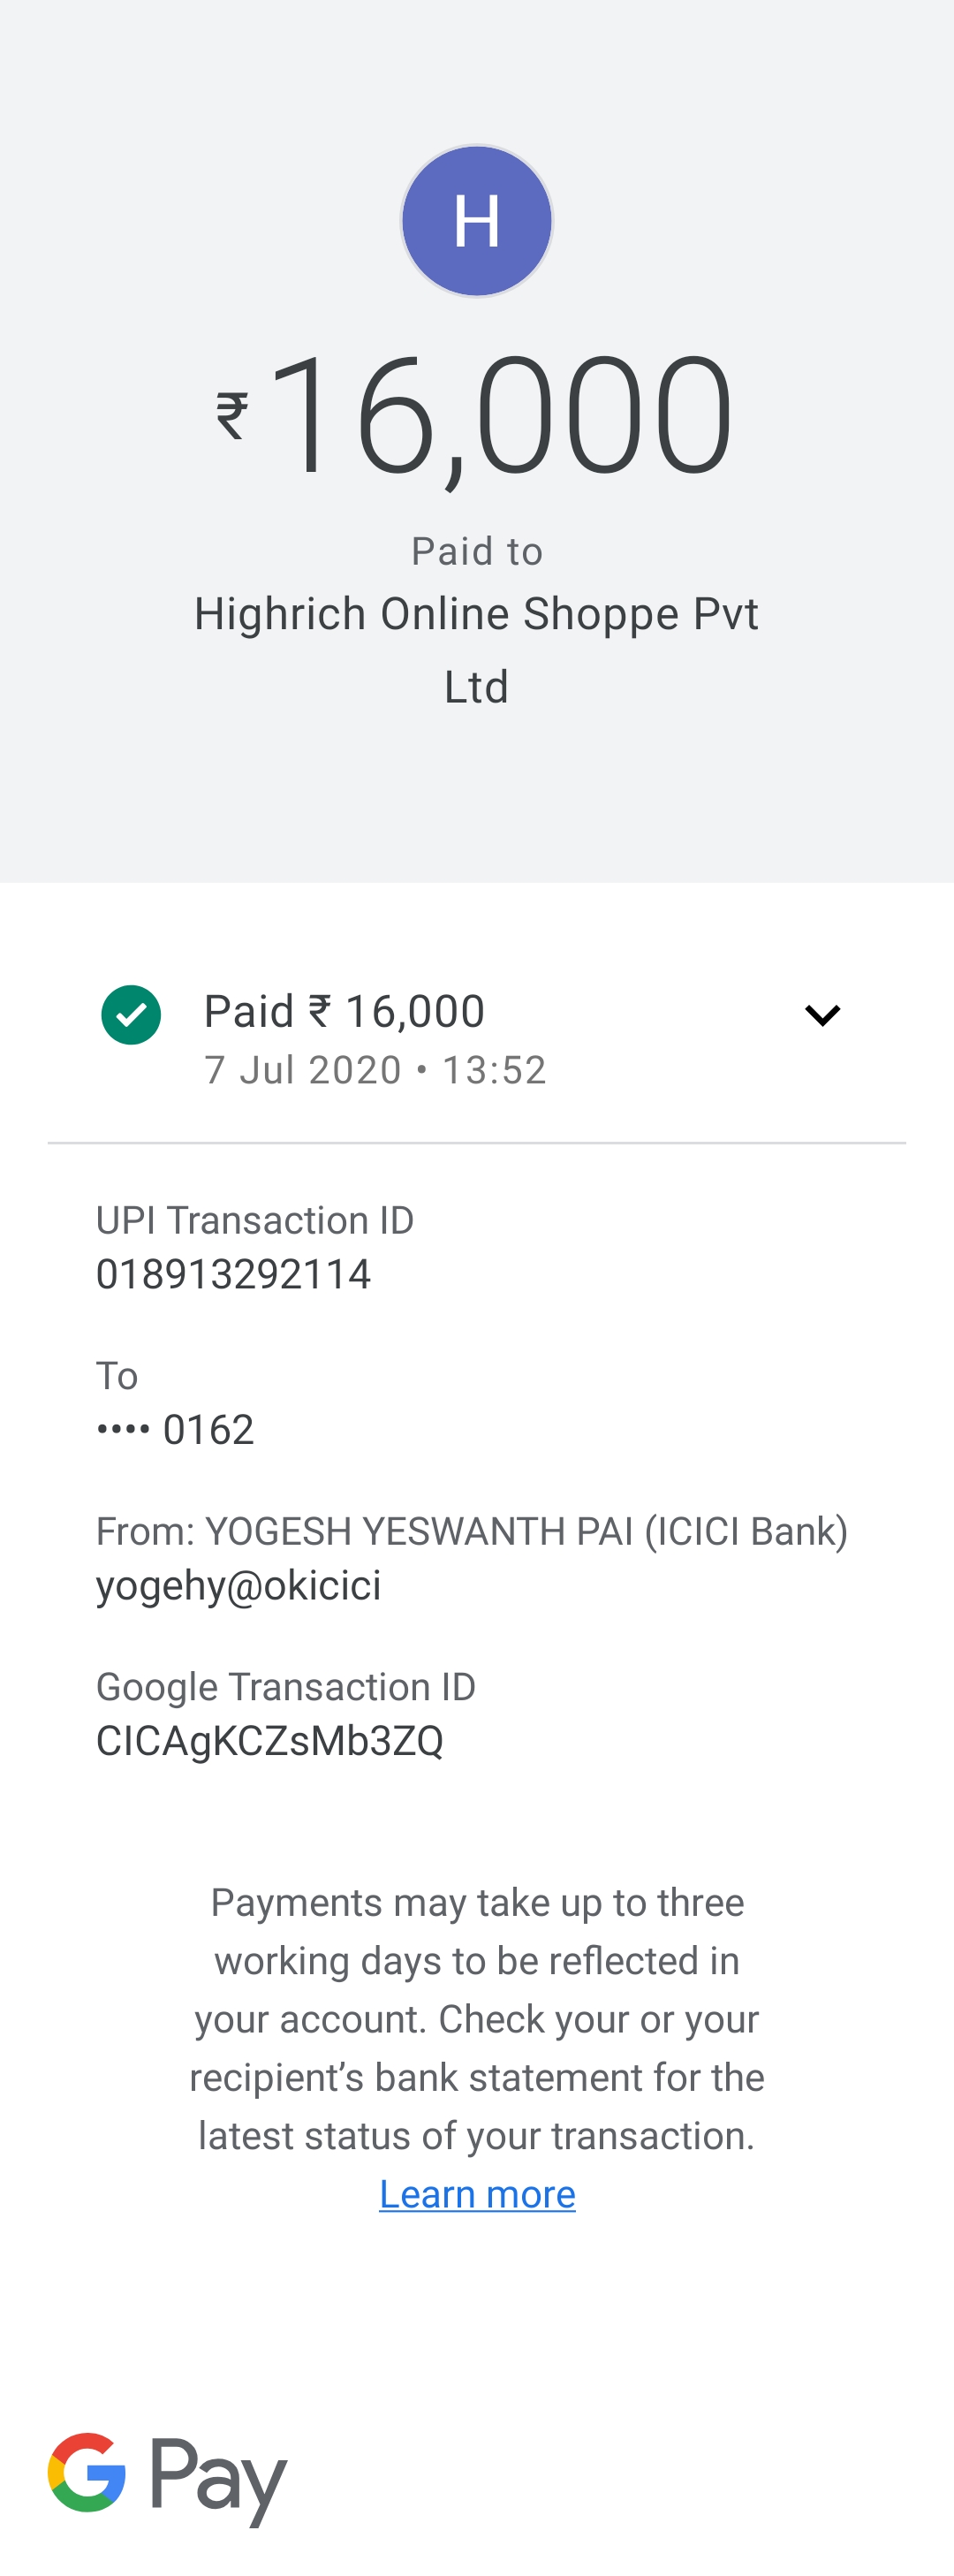 H
₹16,000
Paid to
Highrich Online Shoppe Pvt
Ltd
Paid ₹ 16,000
7 Jul 2020 • 13:52
UPI Transaction ID
018913292114
To
•••• 0162
From: YOGESH YESWANTH PAI (ICICI Bank)
yogehy@okicici
Google Transaction ID
CICAgKCZsMb3ZQ
Payments may take up to three
working days to be reflected in
your account. Check your or your
recipient’s bank statement for the
latest status of your transaction.
Learn more
G Pay